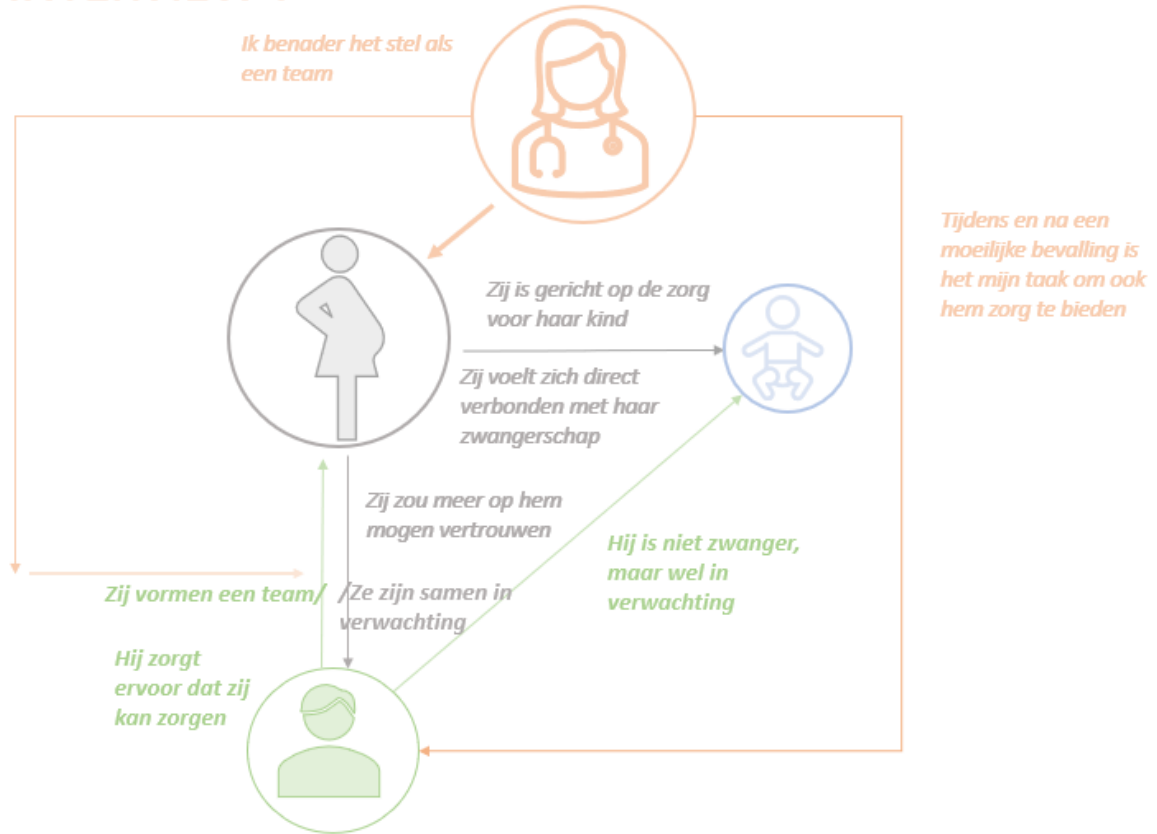 Ik benader het stel als
een team
Tijdens en na een
moeilijke bevalling is
het mijn taak om ook
hem zorg te bieden
Zij is gericht op de zorg
voor haar kind
Zij voelt zich direct
verbonden met haar
zwangerschap
Zij zou meer op hem
mogen vertrouwen
Hij is niet zwanger,
maar wel in
verwachting
Zij vormen een team/
/Ze zijn samen in
verwachting
Hij zorgt
ervoor dat zij
kan zorgen